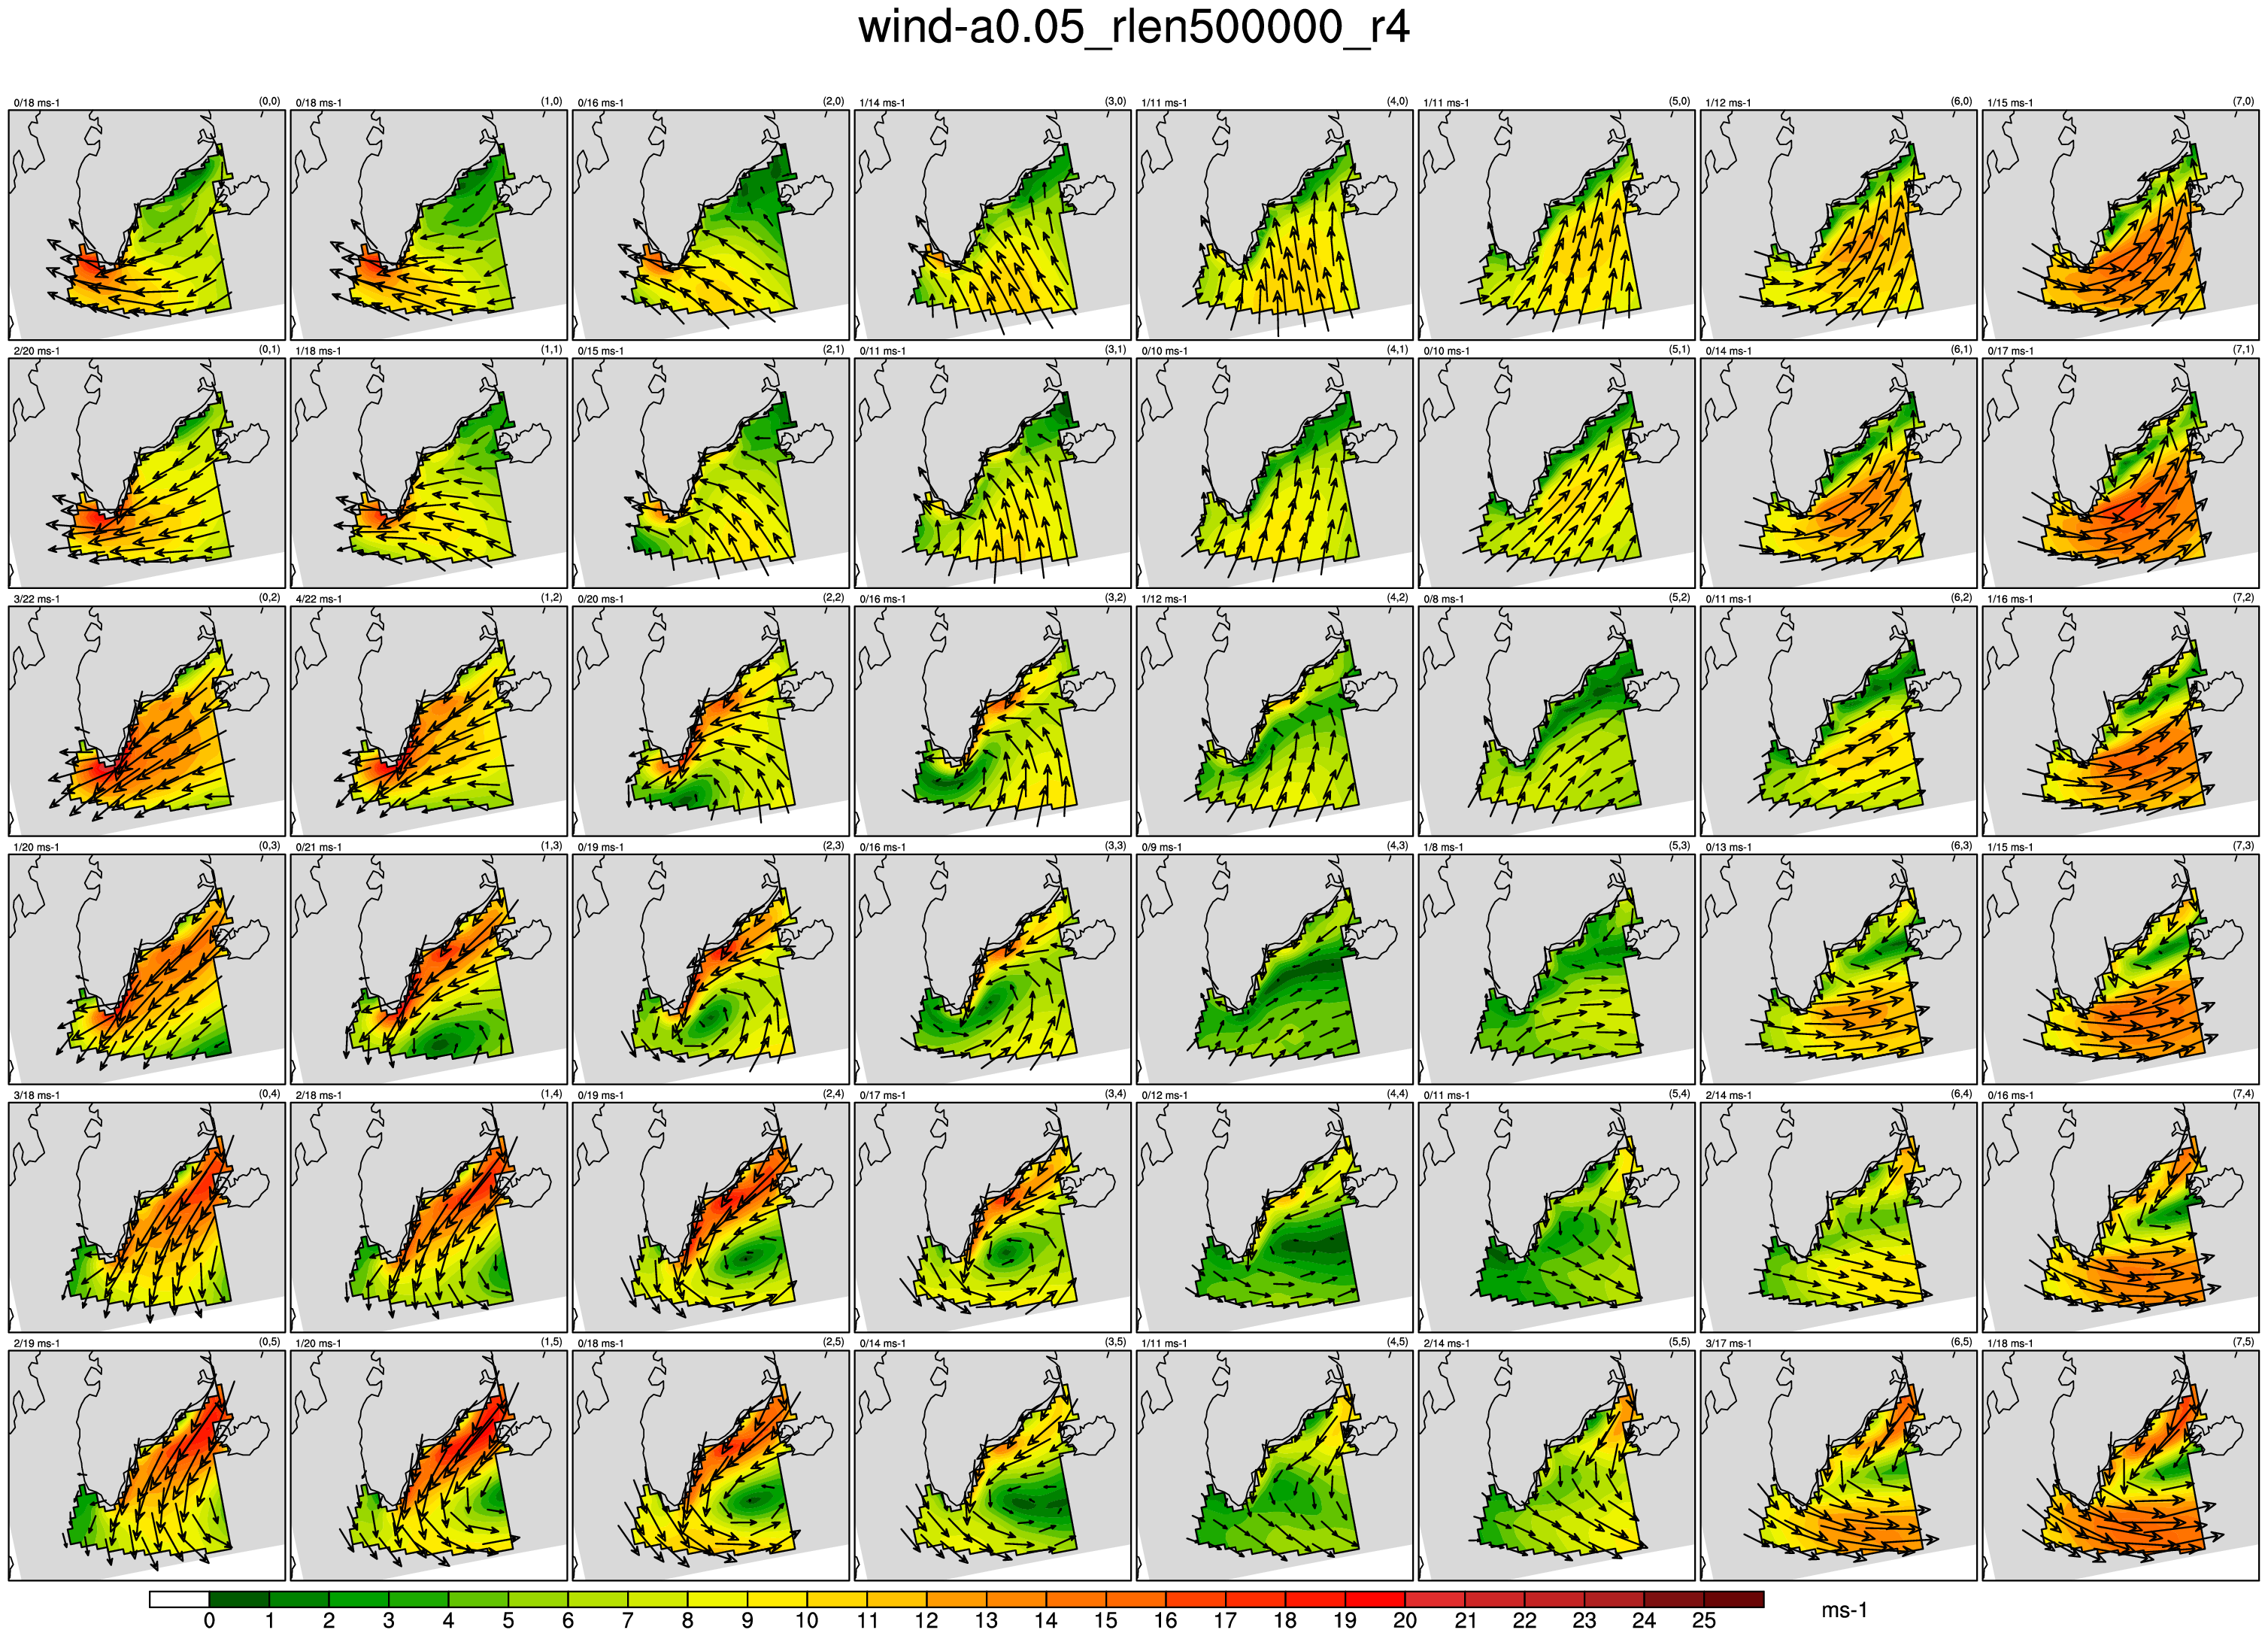 wind-a0.05_rlen500000_r4
0/18 ms-1 (0,0) 0/18 ms-1 (1,0) 0/16 ms-1 (2,0) 1/14 ms-1 (3,0) 1/11 ms-1 (4,0) 1/11 ms-1 (5,0) 1/12 ms-1 (6,0) 1/15 ms-1 (7,0)
2/20 ms-1 (0,1) 1/18 ms-1 (1,1) 0/15 ms-1 (2,1) 0/11 ms-1 (3,1) 0/10 ms-1 (4,1) 0/10 ms-1 (5,1) 0/14 ms-1 (6,1) 0/17 ms-1 (7,1)
3/22 ms-1 (0,2) 4/22 ms-1 (1,2) 0/20 ms-1 (2,2) 0/16 ms-1 (3,2) 1/12 ms-1 (4,2) 0/8 ms-1 (5,2) 0/11 ms-1 (6,2) 1/16 ms-1 (7,2)
1/20 ms-1 (0,3) 0/21 ms-1 (1,3) 0/19 ms-1 (2,3) 0/16 ms-1 (3,3) 0/9 ms-1 (4,3) 1/8 ms-1 (5,3) 0/13 ms-1 (6,3) 1/15 ms-1 (7,3)
3/18 ms-1 (0,4) 2/18 ms-1 (1,4) 0/19 ms-1 (2,4) 0/17 ms-1 (3,4) 0/12 ms-1 (4,4) 0/11 ms-1 (5,4) 2/14 ms-1 (6,4) 0/16 ms-1 (7,4)
2/19 ms-1 (0,5) 1/20 ms-1 (1,5) 0/18 ms-1 (2,5) 0/14 ms-1 (3,5) 1/11 ms-1 (4,5) 2/14 ms-1 (5,5) 3/17 ms-1 (6,5) 1/18 ms-1 (7,5)
0 1 2 3 4 5 6 7 8 9 10 11 12 13 14 15 16 17 18 19 20 21 22 23 24 25 ms-1